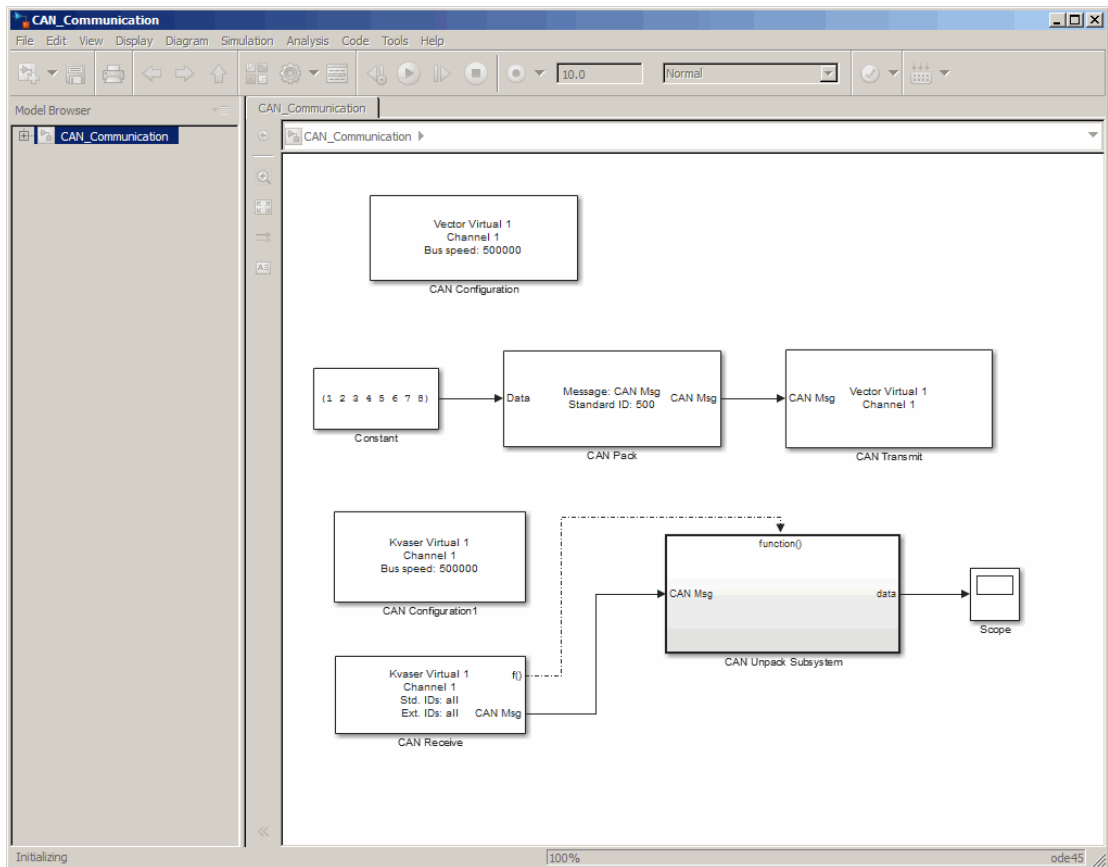 CAN_Communication
File Edit View Display Diagram Simulation Analysis Code Tools Help
10.0 Normal
Model Browser
CAN_Communication
CAN_Communication
CAN_Communication
Vector Virtual 1
Channel 1
Bus speed: 500000
CAN Configuration
(1 2 3 4 5 6 7 8)
Constant
Data
Message: CAN Msg
Standard ID: 500
CAN Msg
CAN Pack
CAN Msg
Vector Virtual 1
Channel 1
CAN Transmit
Kvaser Virtual 1
Channel 1
Bus speed: 500000
CAN Configuration1
function()
CAN Msg
data
CAN Unpack Subsystem
Scope
Kvaser Virtual 1
Channel 1
Std. IDs: all
Ext. IDs: all
f()
CAN Msg
CAN Receive
Initializing
100%
ode45